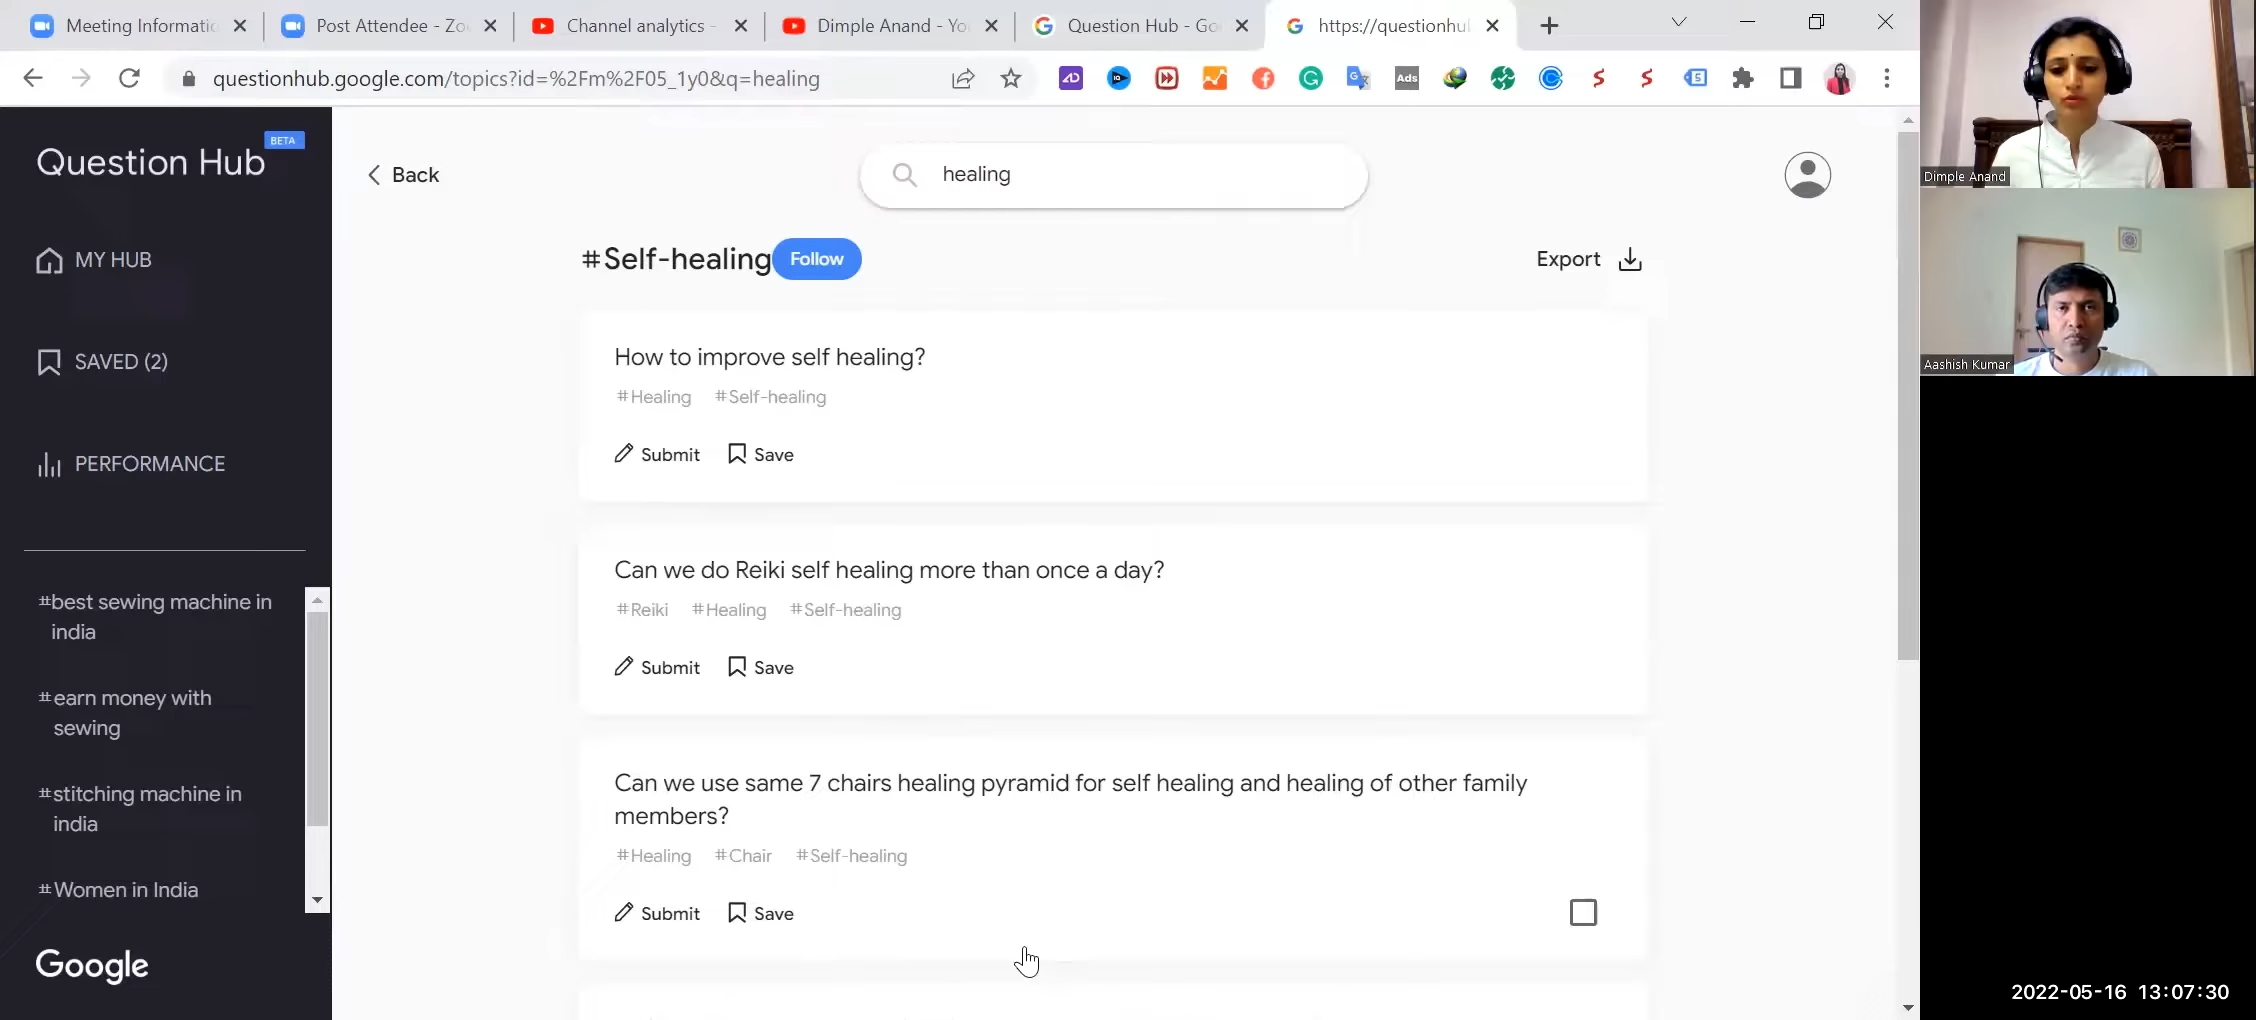 Meeting Informatio
Post Attendee - Zoo
Channel analytics -
Dimple Anand - Yo
Question Hub - Go
https://questionhu
questionhub.google.com/topics?id=%2Fm%2F05_1y0&q=healing
Ads
Question Hub
BETA
MY HUB
SAVED (2)
PERFORMANCE
#best sewing machine in
india
#earn money with
sewing
#stitching machine in
india
#Women in India
Google
Back
healing
#Self-healing
Follow
Export
How to improve self healing?
#Healing #Self-healing
Submit Save
Can we do Reiki self healing more than once a day?
#Reiki #Healing #Self-healing
Submit Save
Can we use same 7 chairs healing pyramid for self healing and healing of other family
members?
#Healing #Chair #Self-healing
Submit Save
Dimple Anand
Aashish Kumar
2022-05-16 13:07:30